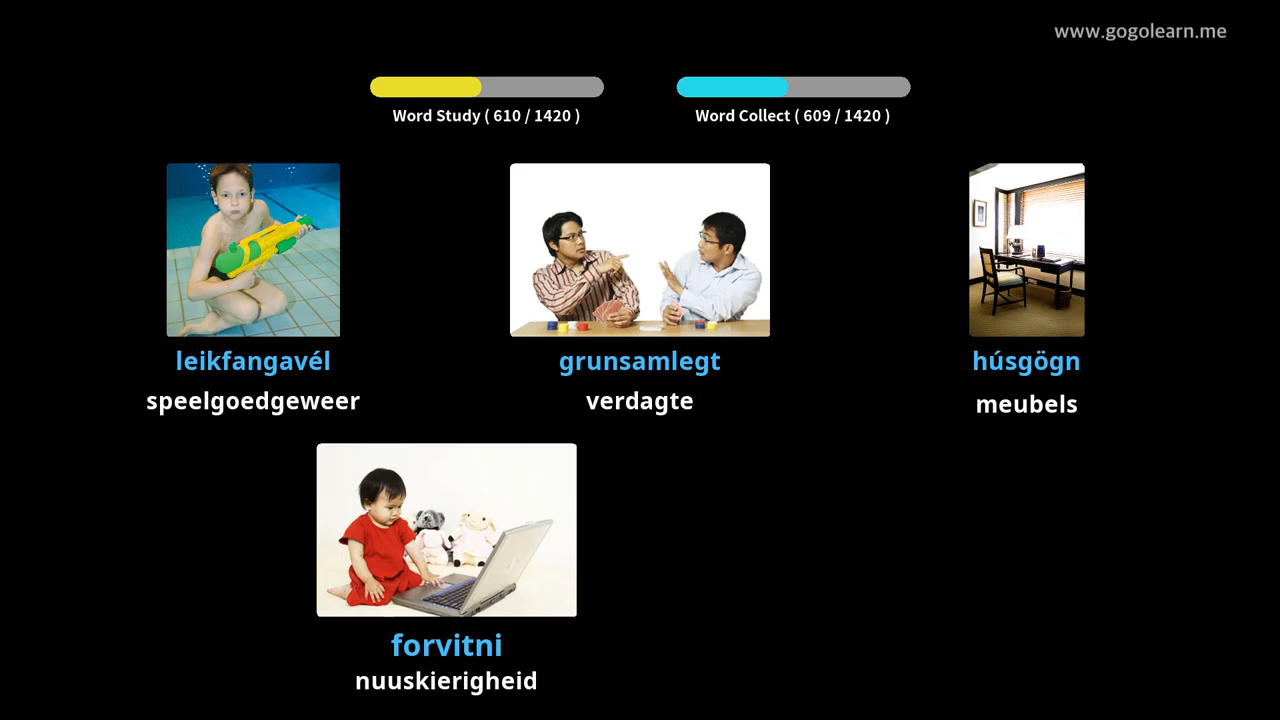 www.gogolearn.me
Word Study ( 610 / 1420 )
Word Collect ( 609 / 1420 )
leikfangavél
grunsamlegt
húsgögn
speelgoedgeweer
verdagte
meubels
forvitni
nuuskierigheid